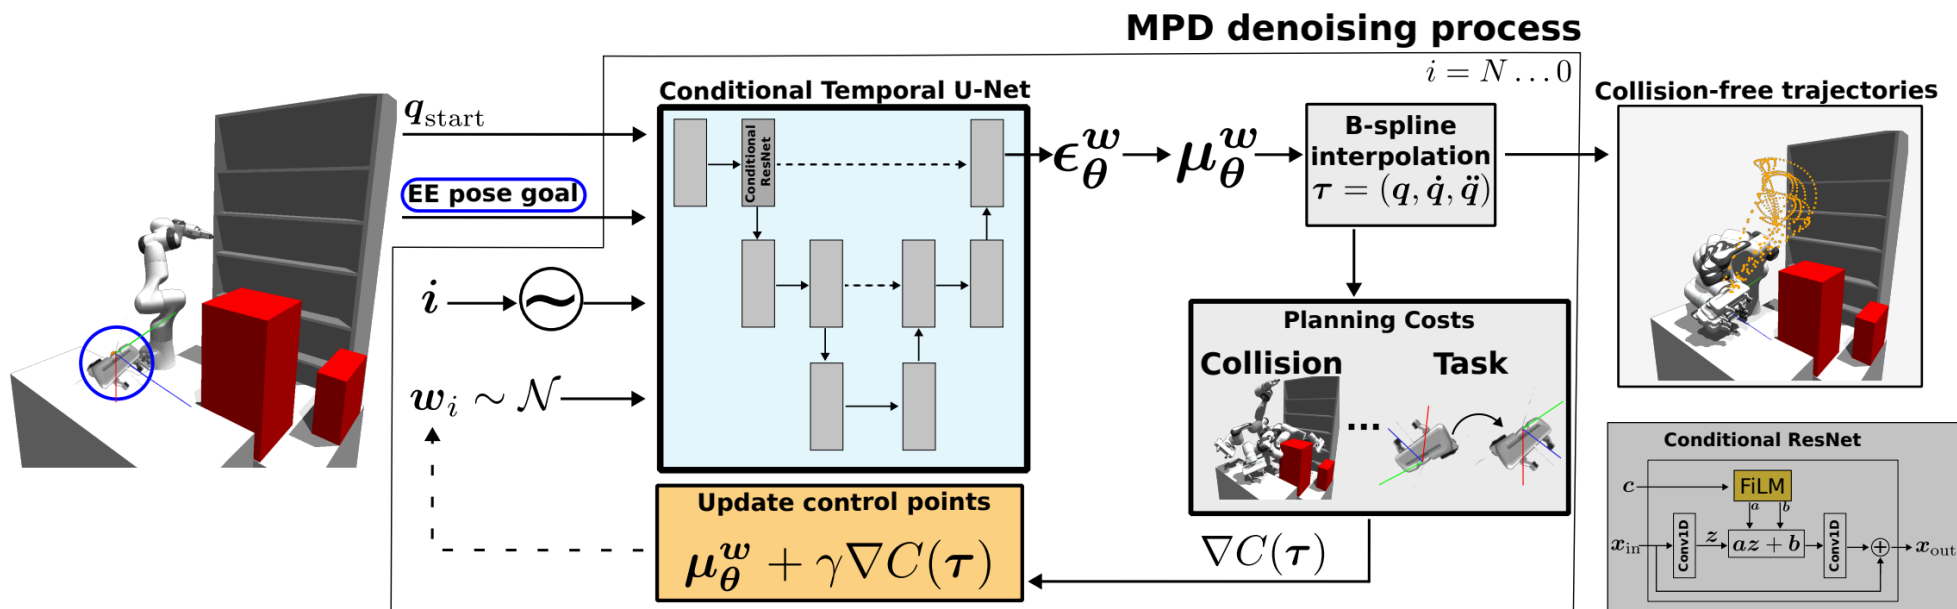 MPD denoising process
i = N ... 0
q_start
EE pose goal
i
w_i ∼ 𝒩
Conditional Temporal U-Net
Conditional
ResNet
ϵ_θ^w
μ_θ^w
B-spline
interpolation
τ = (q, q̇, q̈)
Collision-free trajectories
Planning Costs
Collision
...
Task
∇C(τ)
Update control points
μ_θ^w + γ∇C(τ)
Conditional ResNet
c
FiLM
a
b
x_in
Conv1D
z
az + b
Conv1D
x_out